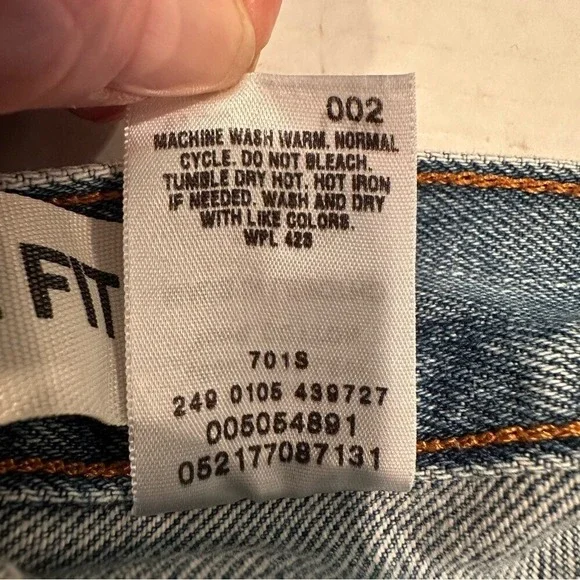 002
MACHINE WASH WARM. NORMAL
CYCLE. DO NOT BLEACH.
TUMBLE DRY HOT. HOT IRON
IF NEEDED. WASH AND DRY
WITH LIKE COLORS.
WPL 423
FIT
701S
249 0105 439727
005054891
052177087131